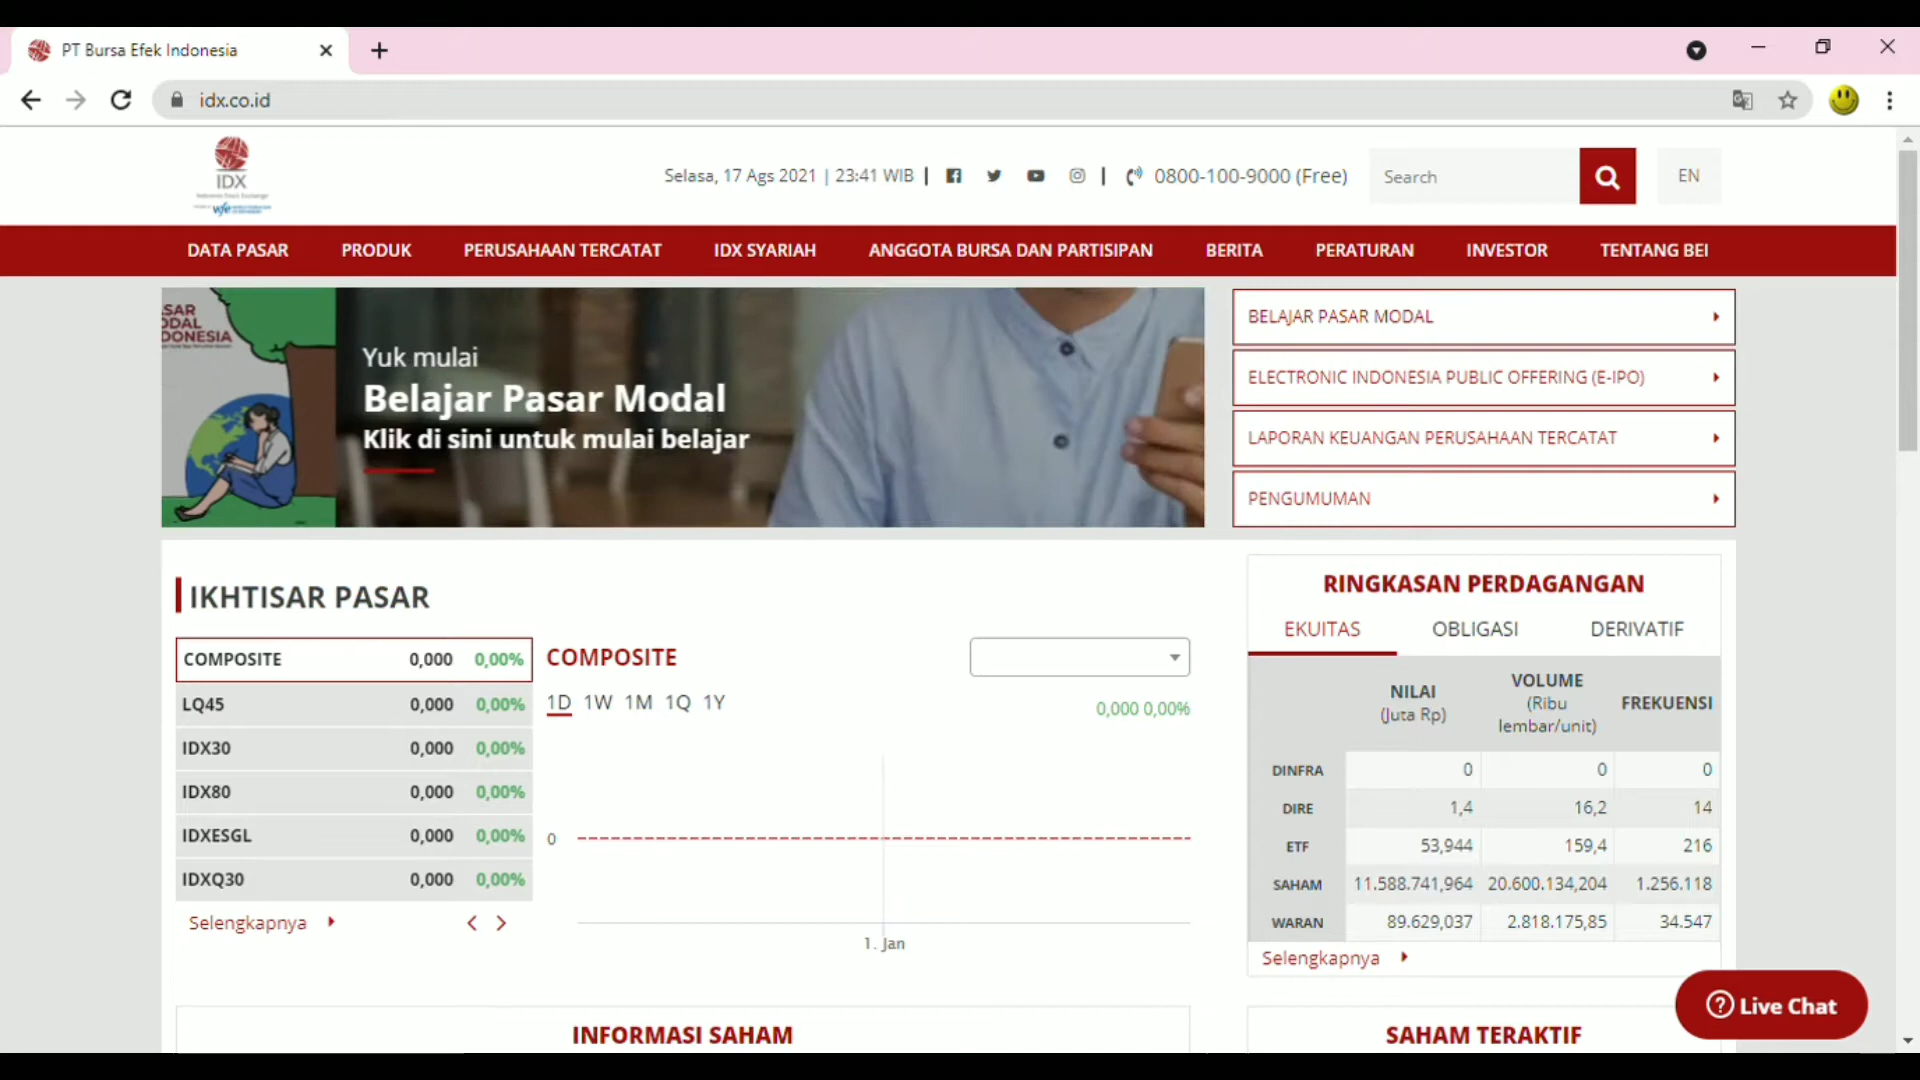 PT Bursa Efek Indonesia
idx.co.id
IDX
Selasa, 17 Ags 2021 | 23:41 WIB |
| 0800-100-9000 (Free)
Search
EN
DATA PASAR PRODUK PERUSAHAAN TERCATAT IDX SYARIAH ANGGOTA BURSA DAN PARTISIPAN BERITA PERATURAN INVESTOR TENTANG BEI
SAR
ODAL
DONESIA
Yuk mulai
Belajar Pasar Modal
Klik di sini untuk mulai belajar
BELAJAR PASAR MODAL
ELECTRONIC INDONESIA PUBLIC OFFERING (E-IPO)
LAPORAN KEUANGAN PERUSAHAAN TERCATAT
PENGUMUMAN
IKHTISAR PASAR
COMPOSITE 0,000 0,00%
LQ45 0,000 0,00%
IDX30 0,000 0,00%
IDX80 0,000 0,00%
IDXESGL 0,000 0,00%
IDXQ30 0,000 0,00%
Selengkapnya
COMPOSITE
1D 1W 1M 1Q 1Y
0,000 0,00%
0
1. Jan
RINGKASAN PERDAGANGAN
EKUITAS OBLIGASI DERIVATIF
NILAI
(Juta Rp)
VOLUME
(Ribu
lembar/unit)
FREKUENSI
DINFRA 0 0 0
DIRE 1,4 16,2 14
ETF 53,944 159,4 216
SAHAM 11.588.741,964 20.600.134,204 1.256.118
WARAN 89.629,037 2.818.175,85 34.547
Selengkapnya
Live Chat
INFORMASI SAHAM
SAHAM TERAKTIF